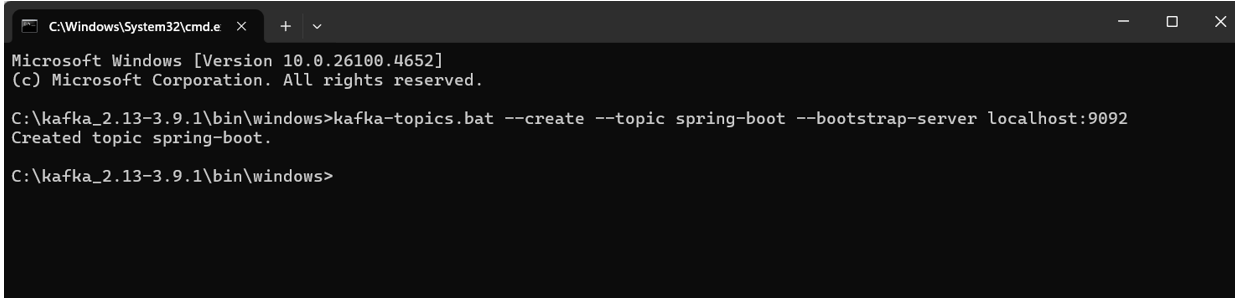 C:\Windows\System32\cmd.e
Microsoft Windows [Version 10.0.26100.4652]
(c) Microsoft Corporation. All rights reserved.
C:\kafka_2.13-3.9.1\bin\windows>kafka-topics.bat --create --topic spring-boot --bootstrap-server localhost:9092
Created topic spring-boot.
C:\kafka_2.13-3.9.1\bin\windows>